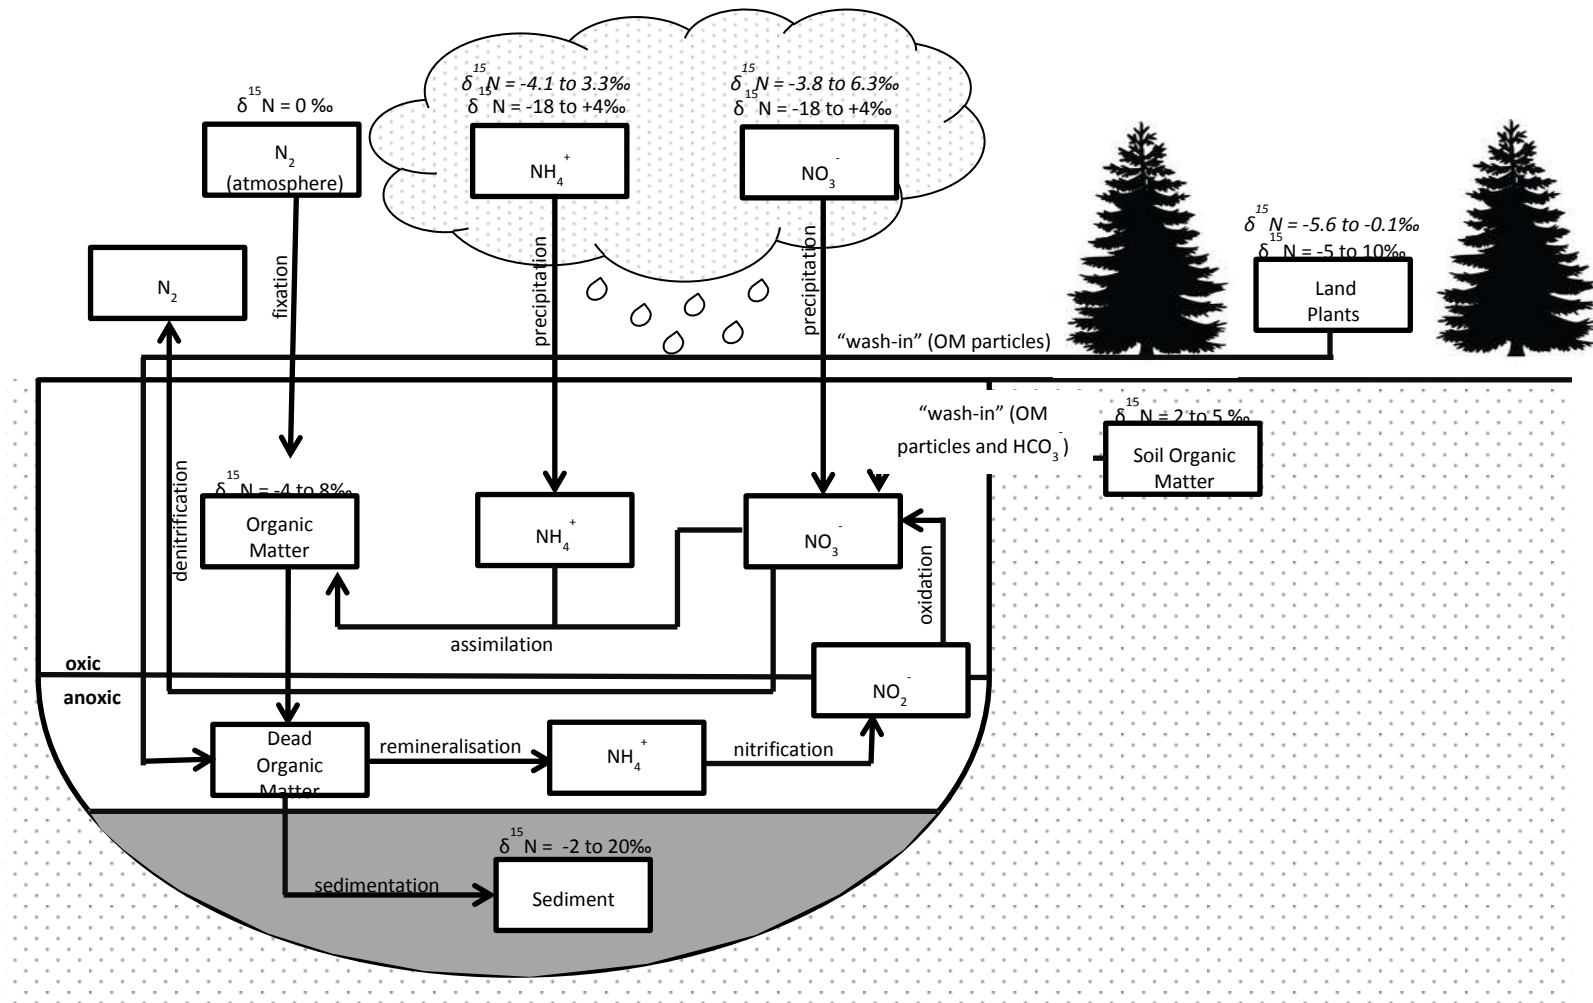 δ¹⁵N = 0 ‰
N₂
(atmosphere)
δ¹⁵N = -4.1 to 3.3‰
δ¹⁵N = -18 to +4‰
NH₄⁺
δ¹⁵N = -3.8 to 6.3‰
δ¹⁵N = -18 to +4‰
NO₃⁻
δ¹⁵N = -5.6 to -0.1‰
δ¹⁵N = -5 to 10‰
Land
Plants
N₂
fixation
precipitation
precipitation
“wash-in” (OM particles)
“wash-in” (OM
particles and HCO₃⁻)
δ¹⁵N = 2 to 5 ‰
Soil Organic
Matter
denitrification
δ¹⁵N = -4 to 8‰
Organic
Matter
NH₄⁺
NO₃⁻
oxidation
assimilation
oxic
anoxic
NO₂⁻
Dead
Organic
Matter
remineralisation
NH₄⁺
nitrification
δ¹⁵N = -2 to 20‰
sedimentation
Sediment